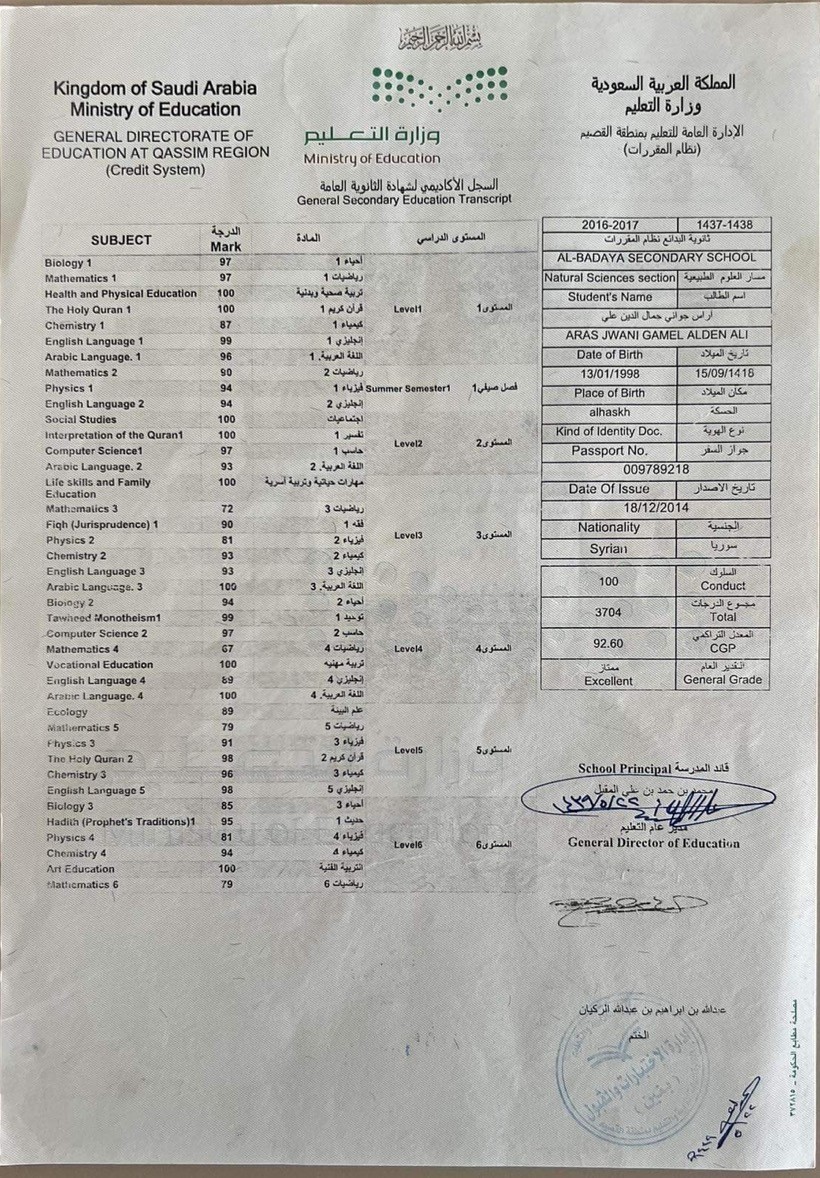 بسم الله الرحمن الرحيم
Kingdom of Saudi Arabia
Ministry of Education
GENERAL DIRECTORATE OF
EDUCATION AT QASSIM REGION
(Credit System)
وزارة التعليم
Ministry of Education
المملكة العربية السعودية
وزارة التعليم
الإدارة العامة للتعليم بمنطقة القصيم
(نظام المقررات)
السجل الأكاديمي لشهادة الثانوية العامة
General Secondary Education Transcript
SUBJECT الدرجة Mark المادة المستوى الدراسي
Biology 1 97 أحياء 1
Mathematics 1 97 رياضيات 1
Health and Physical Education 100 تربية صحية وبدنية
The Holy Quran 1 100 قرآن كريم 1 Level1 المستوى1
Chemistry 1 87 كيمياء 1
English Language 1 99 إنجليزي 1
Arabic Language. 1 96 اللغة العربية. 1
Mathematics 2 90 رياضيات 2
Physics 1 94 فيزياء 1 Summer Semester1 فصل صيفي1
English Language 2 94 إنجليزي 2
Social Studies 100 اجتماعيات
Interpretation of the Quran1 100 تفسير 1
Computer Science1 97 حاسب 1 Level2 المستوى2
Arabic Language. 2 93 اللغة العربية. 2
Life skills and Family Education 100 مهارات حياتية وتربية أسرية
Mathematics 3 72 رياضيات 3
Fiqh (Jurisprudence) 1 90 فقه 1
Physics 2 81 فيزياء 2 Level3 المستوى3
Chemistry 2 93 كيمياء 2
English Language 3 93 إنجليزي 3
Arabic Language. 3 100 اللغة العربية. 3
Biology 2 94 أحياء 2
Tawheed Monotheism1 99 توحيد 1
Computer Science 2 97 حاسب 2
Mathematics 4 67 رياضيات 4 Level4 المستوى4
Vocational Education 100 تربية مهنيه
English Language 4 89 إنجليزي 4
Arabic Language. 4 100 اللغة العربية. 4
Ecology 89 علم البيئة
Mathematics 5 79 رياضيات 5
Physics 3 91 فيزياء 3 Level5 المستوى5
The Holy Quran 2 98 قرآن كريم 2
Chemistry 3 96 كيمياء 3
English Language 5 98 إنجليزي 5
Biology 3 85 أحياء 3
Hadith (Prophet's Traditions)1 95 حديث 1
Physics 4 81 فيزياء 4 Level6 المستوى6
Chemistry 4 94 كيمياء 4
Art Education 100 التربية الفنية
Mathematics 6 79 رياضيات 6
2016-2017 1437-1438
ثانوية البدائع نظام المقررات
AL-BADAYA SECONDARY SCHOOL
Natural Sciences section مسار العلوم الطبيعية
Student's Name اسم الطالب
اراس جواني جمال الدين علي
ARAS JWANI GAMEL ALDEN ALI
Date of Birth تاريخ الميلاد
13/01/1998 15/09/1418
Place of Birth مكان الميلاد
alhaskh الحسكة
Kind of Identity Doc. نوع الهوية
Passport No. جواز السفر
009789218
Date Of Issue تاريخ الاصدار
18/12/2014
Nationality الجنسية
Syrian سوريا
100 السلوك Conduct
3704 مجموع الدرجات Total
92.60 المعدل التراكمي CGP
ممتاز Excellent التقدير العام General Grade
School Principal قائد المدرسة
محمد بن حمد بن علي المقبل
مدير عام التعليم
General Director of Education
عبدالله بن ابراهيم بن عبدالله الركيان
الختم
إدارة الاختبارات والقبول
مصلحة مطابع الحكومة - ٣٧٢٨١٥